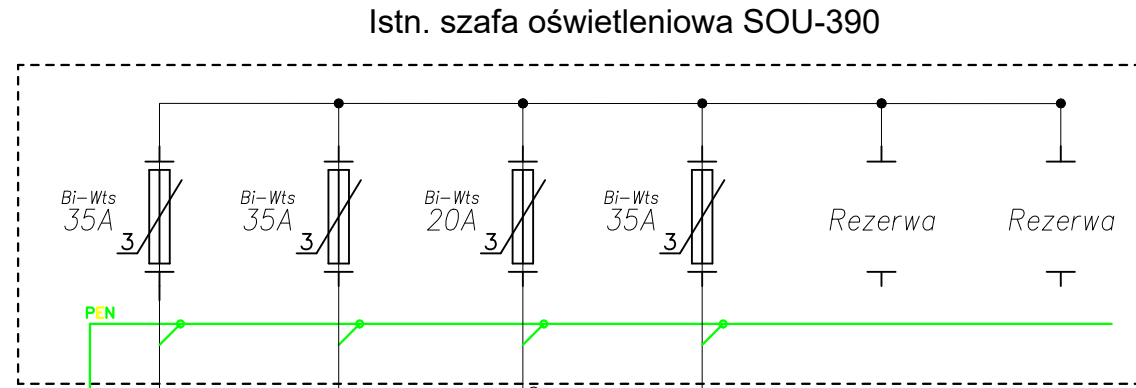 Istn. szafa oświetleniowa SOU-390
Bi-Wts
35A
3
Bi-Wts
35A
3
Bi-Wts
20A
3
Bi-Wts
35A
3
Rezerwa
Rezerwa
PEN